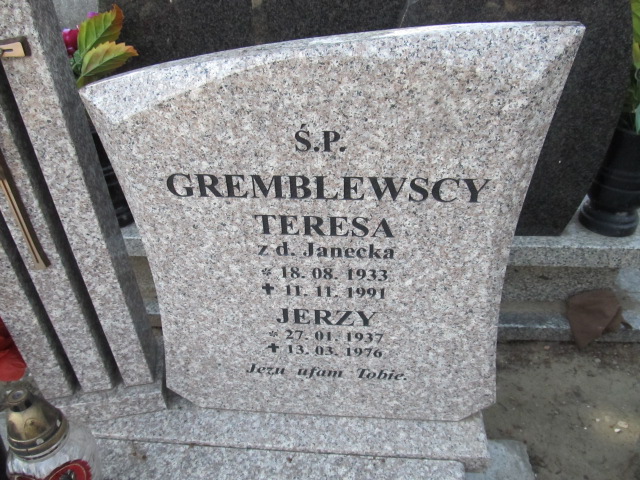 Ś.P.
GREMBLEWSCY
TERESA
z d. Janecka
* 18. 08. 1933
✝ 11. 11. 1991
JERZY
* 27. 01. 1937
✝ 13. 03. 1976
Jezu ufam Tobie.